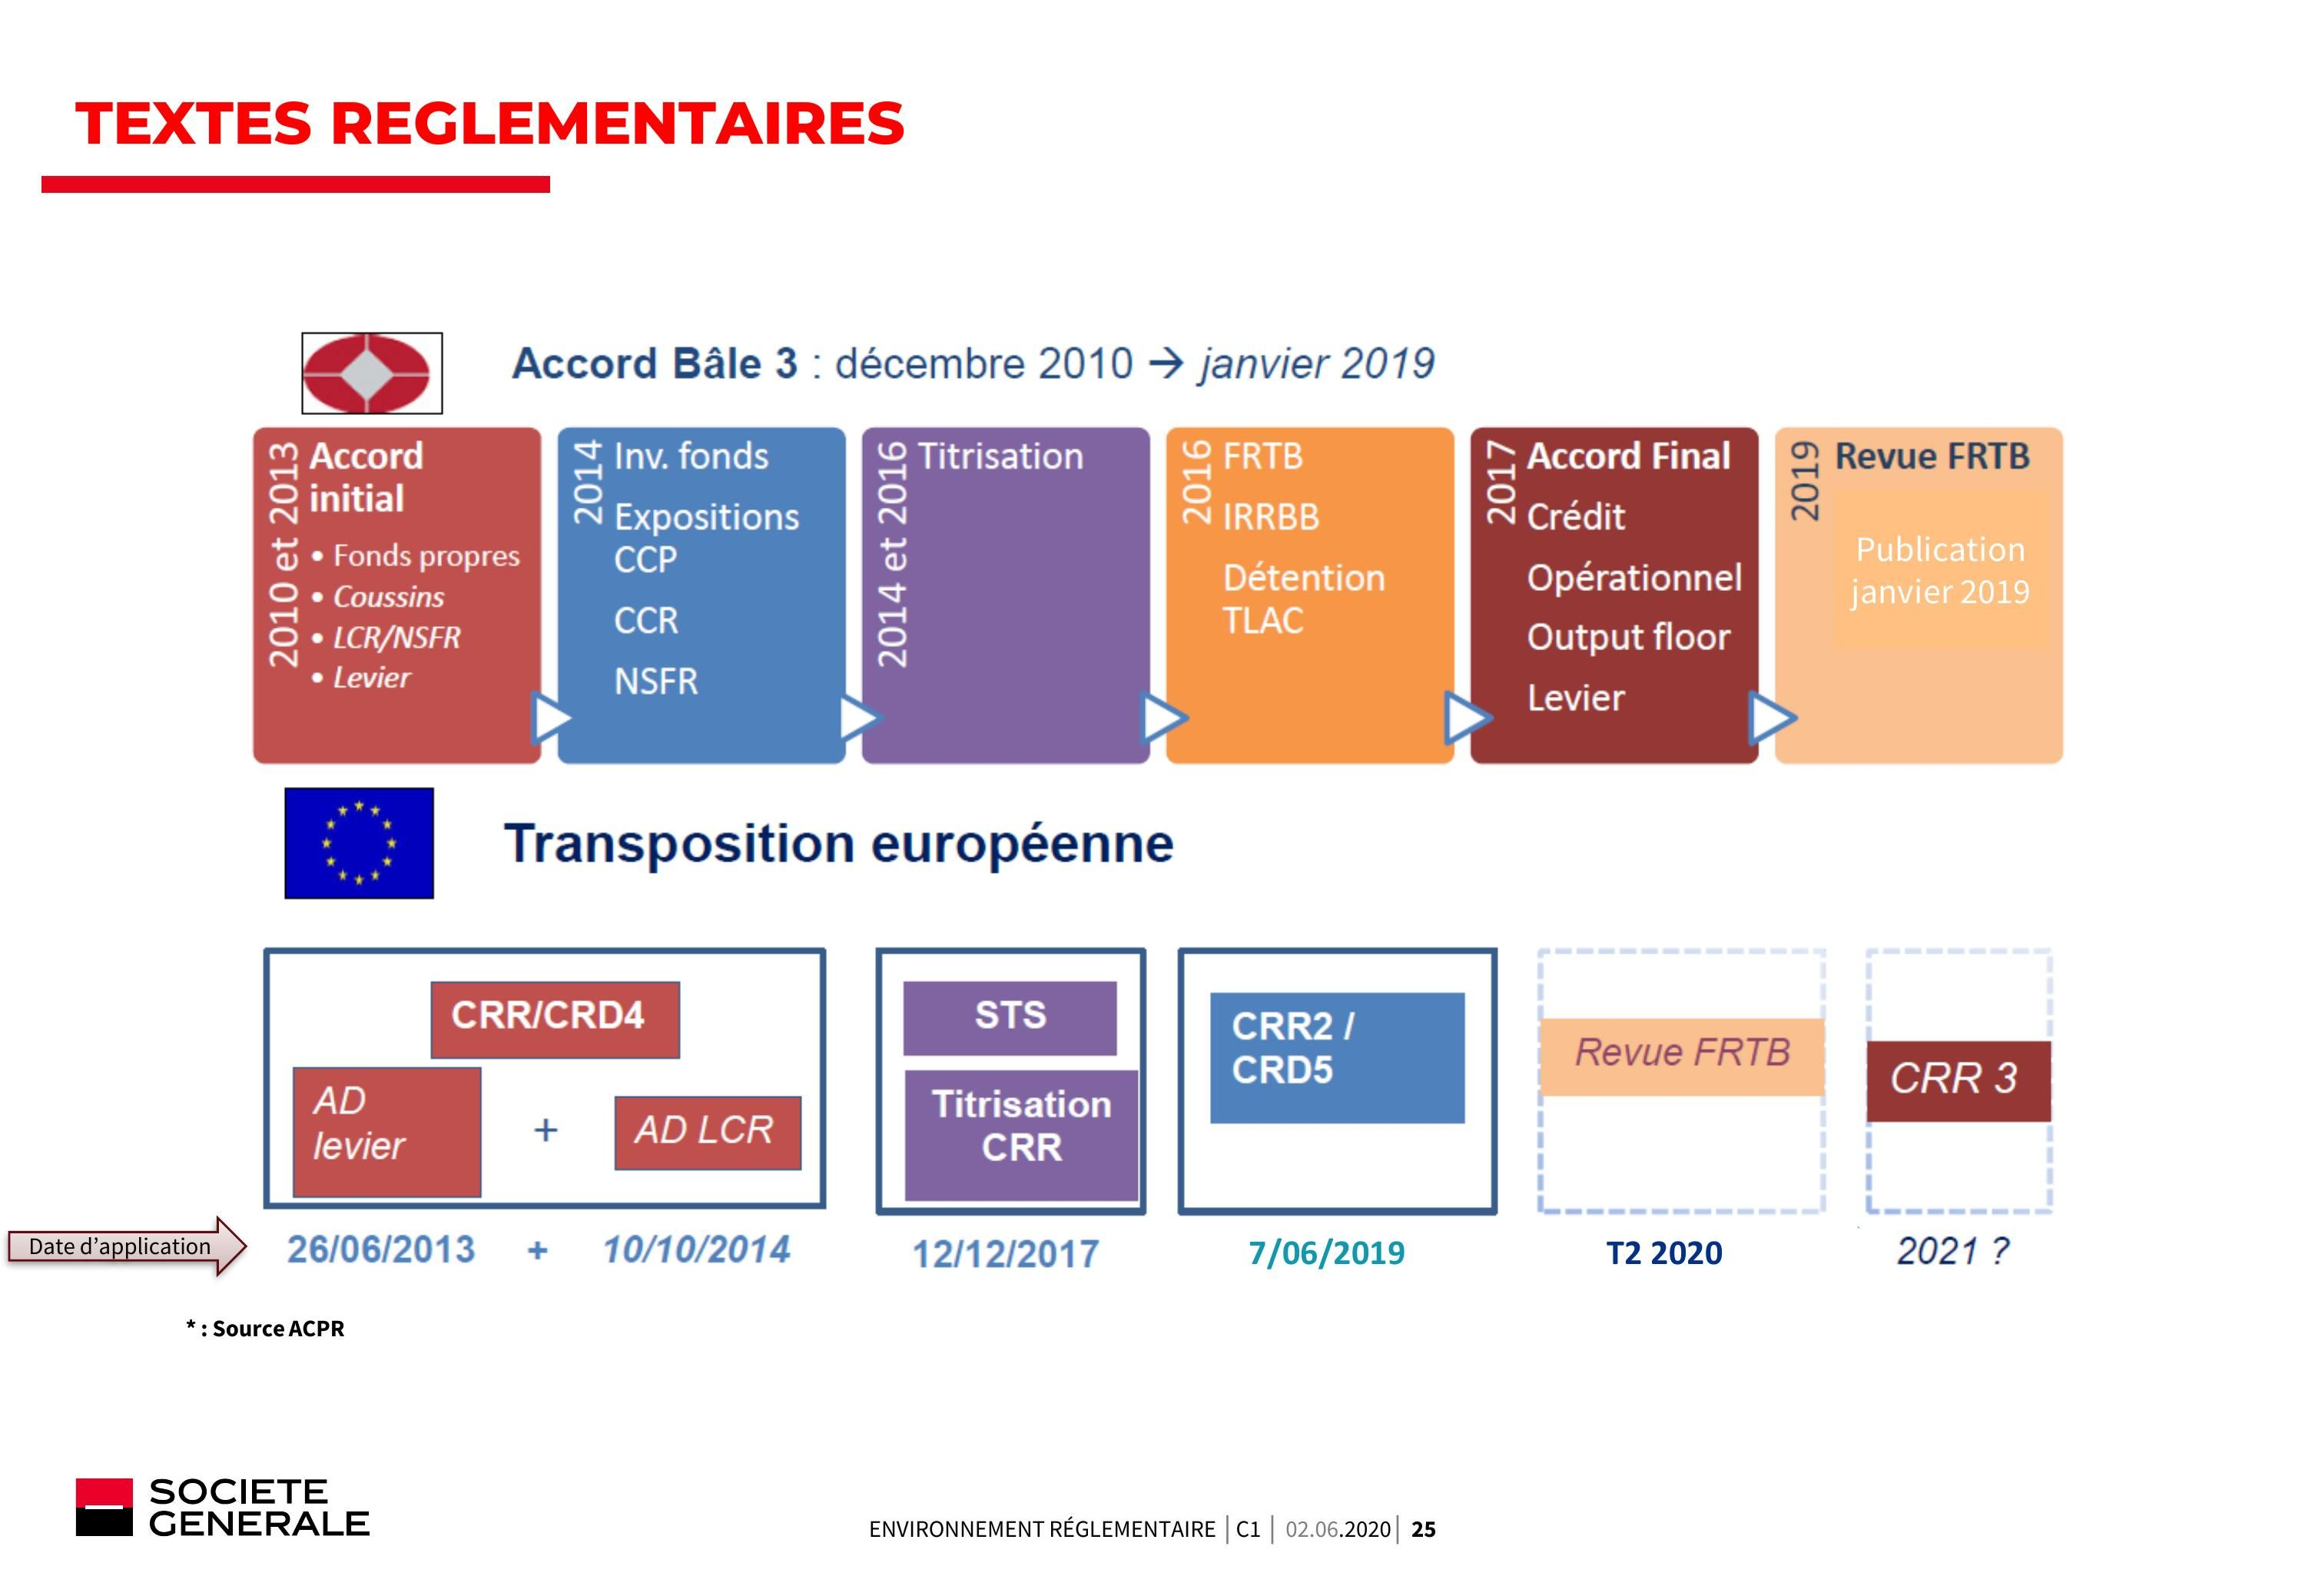 TEXTES REGLEMENTAIRES
Accord Bâle 3 : décembre 2010 → janvier 2019
2010 et 2013
Accord
initial
• Fonds propres
• Coussins
• LCR/NSFR
• Levier
2014
Inv. fonds
Expositions
CCP
CCR
NSFR
2014 et 2016
Titrisation
2016
FRTB
IRRBB
Détention
TLAC
2017
Accord Final
Crédit
Opérationnel
Output floor
Levier
2019
Revue FRTB
Publication
janvier 2019
Transposition européenne
CRR/CRD4
AD
levier
+
AD LCR
STS
Titrisation
CRR
CRR2 /
CRD5
Revue FRTB
CRR 3
Date d’application
26/06/2013 + 10/10/2014
12/12/2017
7/06/2019
T2 2020
2021 ?
* : Source ACPR
SOCIETE
GENERALE
ENVIRONNEMENT RÉGLEMENTAIRE | C1 | 02.06.2020 | 25